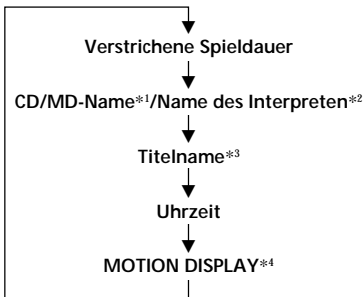 Verstrichene Spieldauer
CD/MD-Name*1/Name des Interpreten*2
Titelname*3
Uhrzeit
MOTION DISPLAY*4